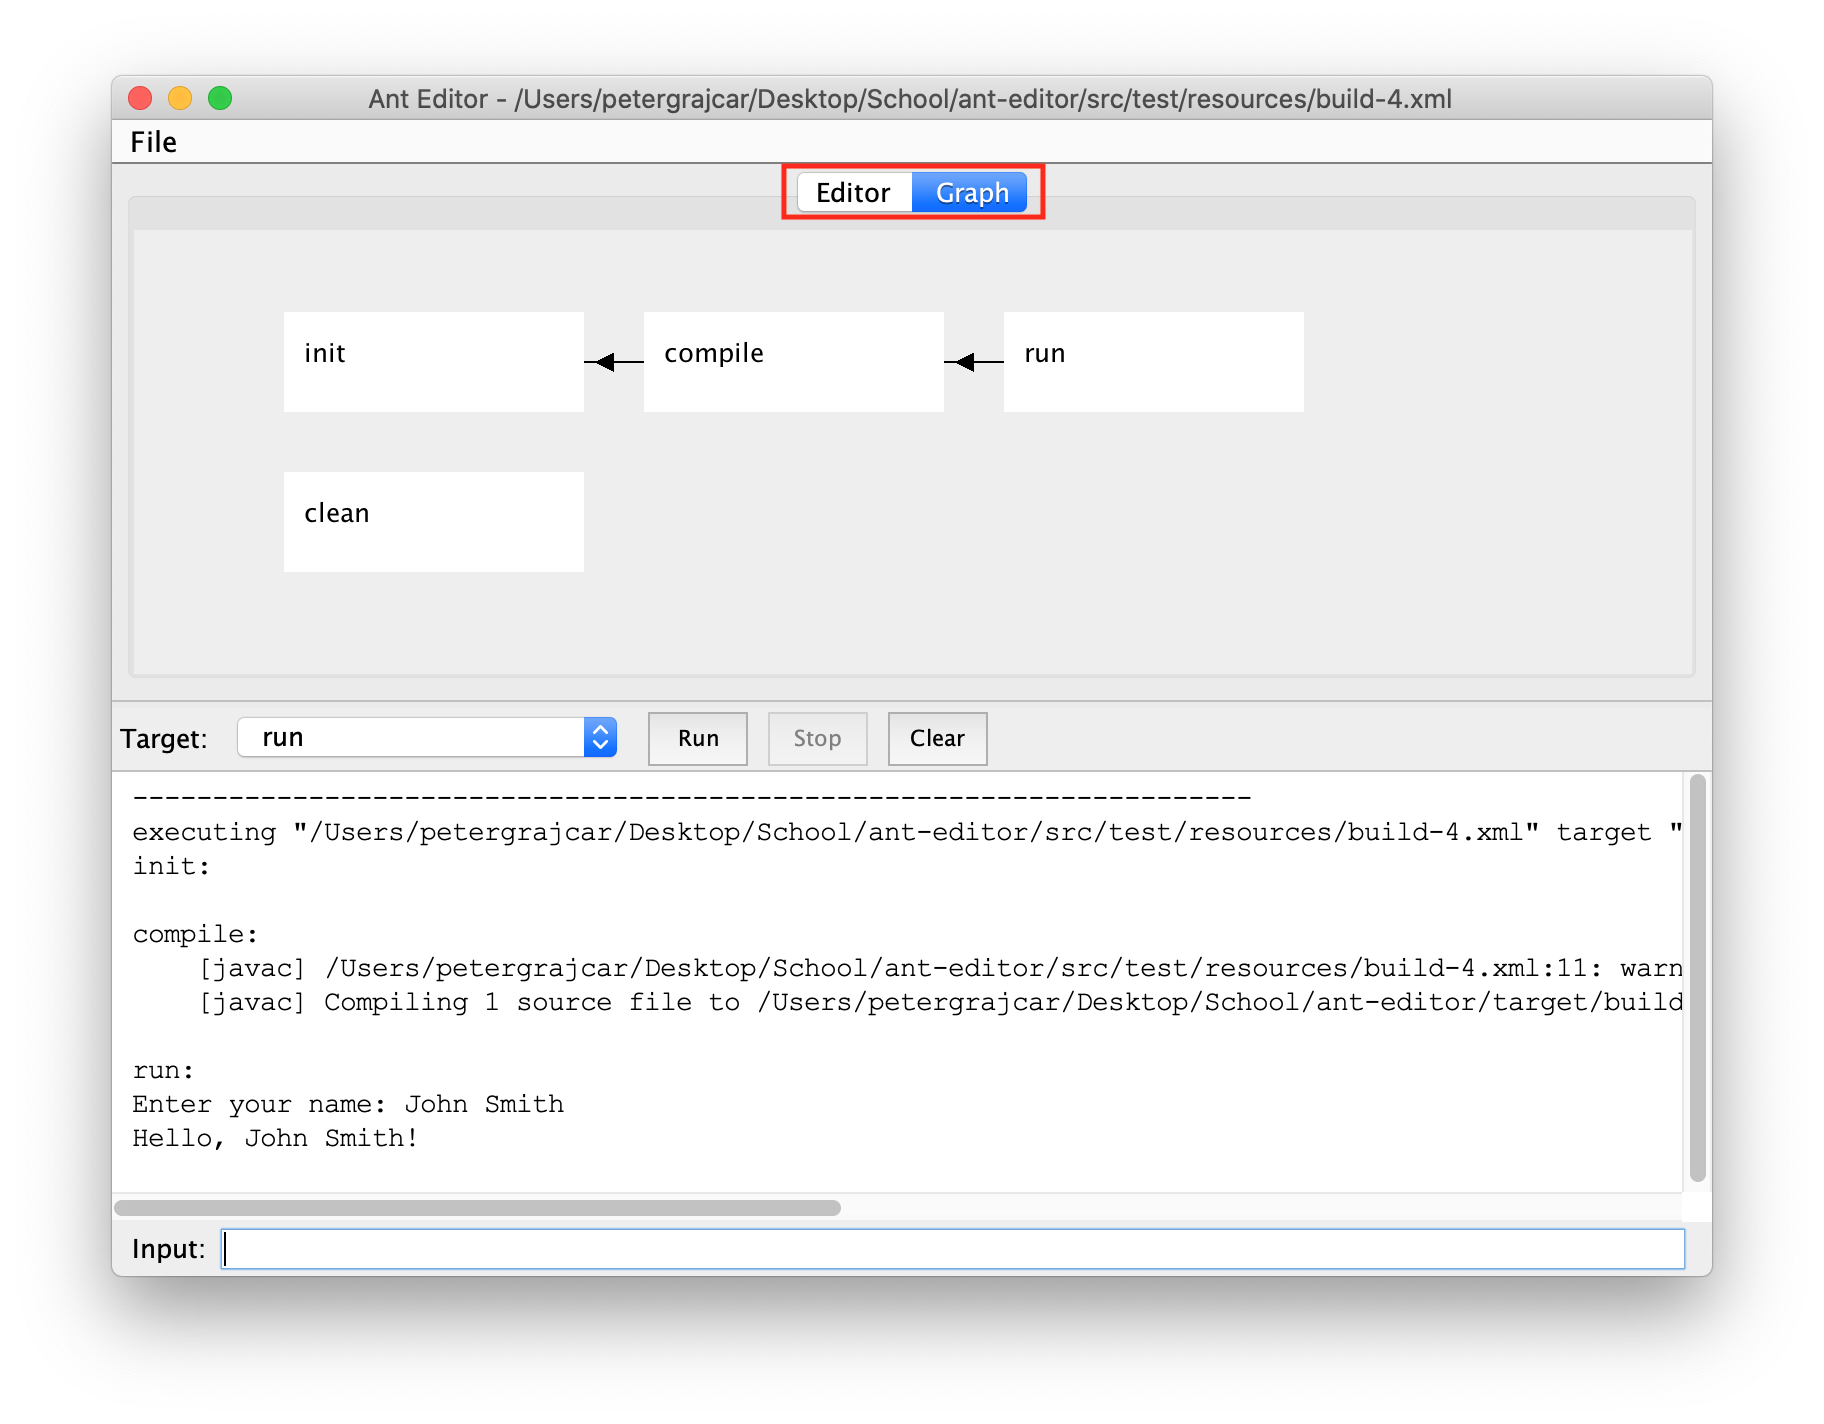 Ant Editor - /Users/petergrajcar/Desktop/School/ant-editor/src/test/resources/build-4.xml
File
Editor Graph
init compile run
clean
Target: run Run Stop Clear
----------------------------------------------------------------------
executing "/Users/petergrajcar/Desktop/School/ant-editor/src/test/resources/build-4.xml" target "
init:
compile:
[javac] /Users/petergrajcar/Desktop/School/ant-editor/src/test/resources/build-4.xml:11: warn
[javac] Compiling 1 source file to /Users/petergrajcar/Desktop/School/ant-editor/target/build
run:
Enter your name: John Smith
Hello, John Smith!
Input: